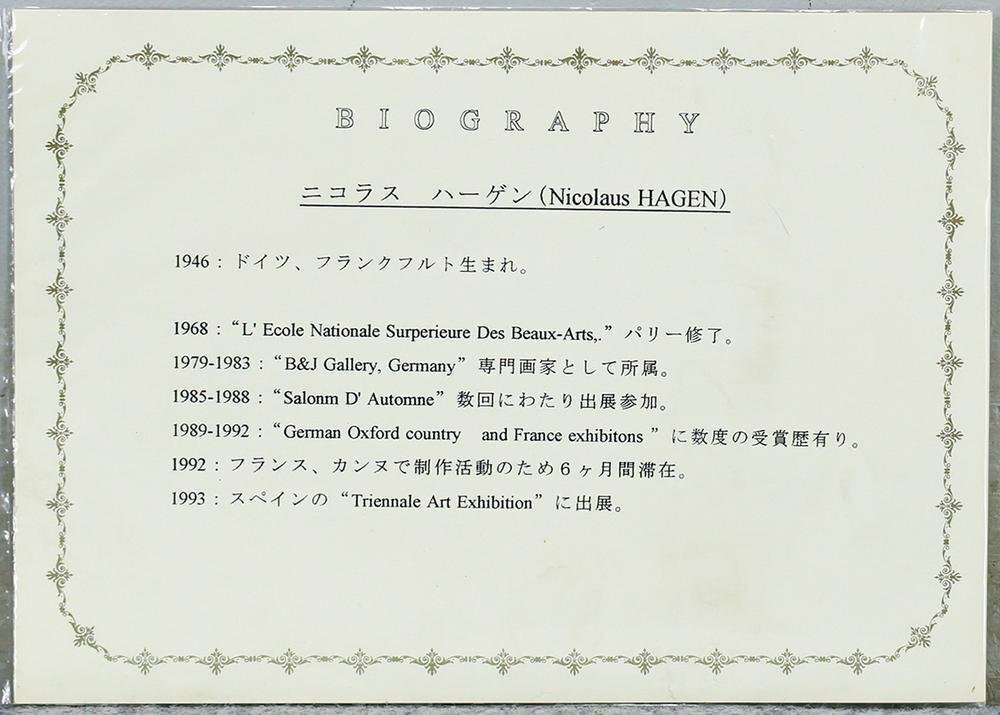 BIOGRAPHY
ニコラス　ハーゲン(Nicolaus HAGEN)
1946 : ドイツ、フランクフルト生まれ。
1968 : “L' Ecole Nationale Surperieure Des Beaux-Arts,.” パリー修了。
1979-1983 : “B&J Gallery, Germany” 専門画家として所属。
1985-1988 : “Salonm D' Automne” 数回にわたり出展参加。
1989-1992 : “German Oxford country　and France exhibitons ” に数度の受賞歴有り。
1992 : フランス、カンヌで制作活動のため６ヶ月間滞在。
1993 : スペインの “Triennale Art Exhibition” に出展。